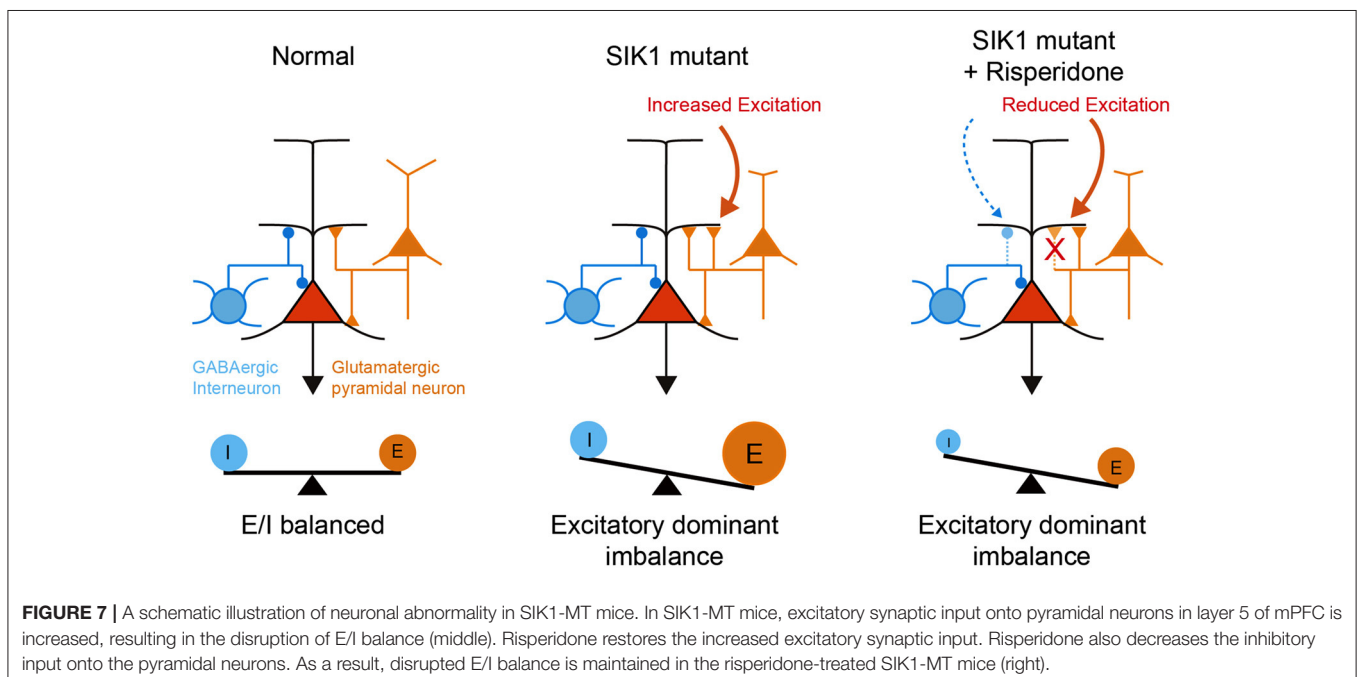 Normal
SIK1 mutant
SIK1 mutant
+ Risperidone
Increased Excitation
Reduced Excitation
X
GABAergic
Interneuron
Glutamatergic
pyramidal neuron
I
E
I
E
I
E
E/I balanced
Excitatory dominant
imbalance
Excitatory dominant
imbalance
FIGURE 7 | A schematic illustration of neuronal abnormality in SIK1-MT mice. In SIK1-MT mice, excitatory synaptic input onto pyramidal neurons in layer 5 of mPFC is
increased, resulting in the disruption of E/I balance (middle). Risperidone restores the increased excitatory synaptic input. Risperidone also decreases the inhibitory
input onto the pyramidal neurons. As a result, disrupted E/I balance is maintained in the risperidone-treated SIK1-MT mice (right).